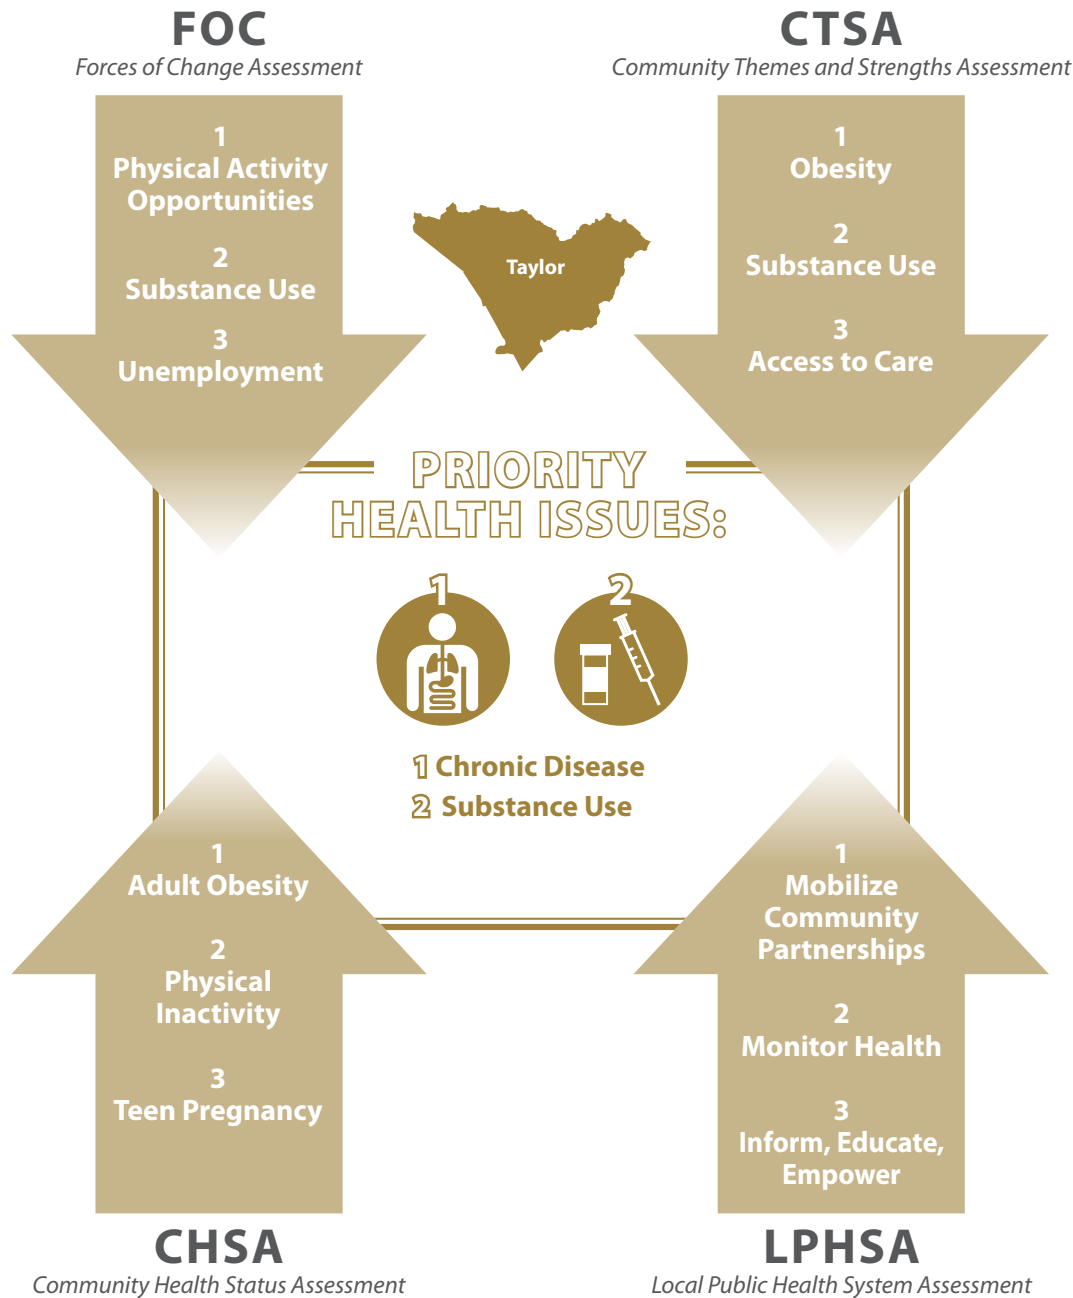 FOC
Forces of Change Assessment
1
Physical Activity
Opportunities
2
Substance Use
3
Unemployment
CTSA
Community Themes and Strengths Assessment
1
Obesity
2
Substance Use
3
Access to Care
Taylor
PRIORITY
HEALTH ISSUES:
1
2
1 Chronic Disease
2 Substance Use
1
Adult Obesity
2
Physical
Inactivity
3
Teen Pregnancy
CHSA
Community Health Status Assessment
1
Mobilize
Community
Partnerships
2
Monitor Health
3
Inform, Educate,
Empower
LPHSA
Local Public Health System Assessment